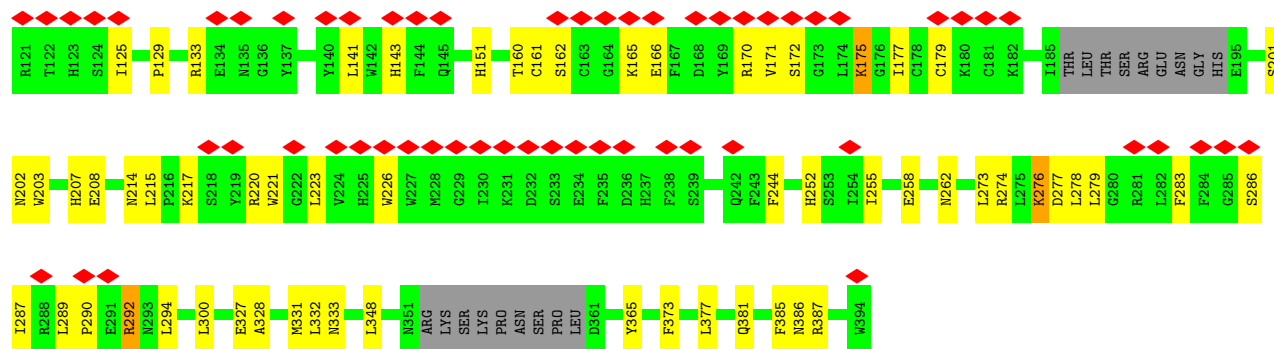 R121 T122 H123 S124 I125 P129 R133 E134 N135 G136 Y137 Y140 L141 W142 H143 F144 Q145 H151 T160 C161 S162 C163 G164 K165 E166 F167 D168 Y169 R170 V171 S172 G173 L174 K175 G176 I177 C178 C179 K180 C181 K182 I185 THR LEU THR SER ARG GLU ASN GLY HIS E195 S201
N202 W203 H207 E208 N214 L215 P216 K217 S218 Y219 R220 W221 G222 L223 V224 H225 W226 W227 M228 G229 I230 K231 D232 S233 E234 F235 D236 H237 F238 S239 Q242 F243 F244 H252 S253 I254 I255 E258 N262 L273 R274 L275 K276 D277 L278 L279 G280 R281 L282 F283 F284 G285 S286
I287 R288 L289 P290 E291 R292 N293 L294 L300 E327 A328 M331 L332 N333 L348 N351 ARG LYS SER LYS PRO ASN SER PRO LEU D361 Y365 F373 L377 Q381 F385 N386 R387 W394